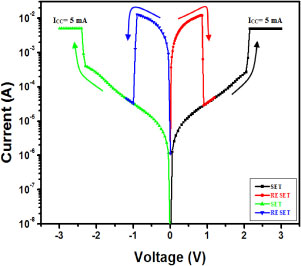 I_CC= 5 mA
I_CC= 5 mA
10⁻²
10⁻³
10⁻⁴
10⁻⁵
10⁻⁶
10⁻⁷
10⁻⁸
Current (A)
SET
RESET
SET
RESET
-3 -2 -1 0 1 2 3
Voltage (V)